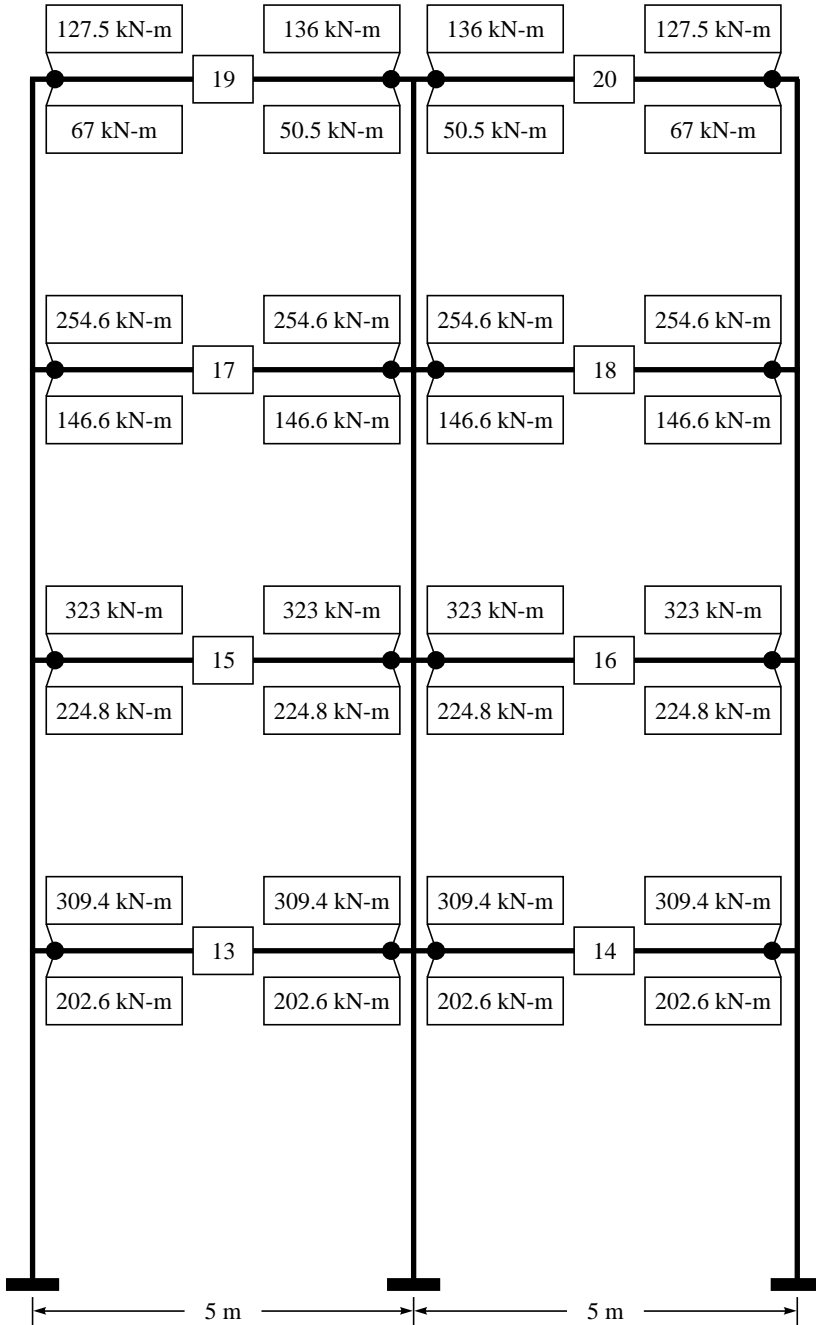 127.5 kN-m 136 kN-m 136 kN-m 127.5 kN-m
19 20
67 kN-m 50.5 kN-m 50.5 kN-m 67 kN-m
254.6 kN-m 254.6 kN-m 254.6 kN-m 254.6 kN-m
17 18
146.6 kN-m 146.6 kN-m 146.6 kN-m 146.6 kN-m
323 kN-m 323 kN-m 323 kN-m 323 kN-m
15 16
224.8 kN-m 224.8 kN-m 224.8 kN-m 224.8 kN-m
309.4 kN-m 309.4 kN-m 309.4 kN-m 309.4 kN-m
13 14
202.6 kN-m 202.6 kN-m 202.6 kN-m 202.6 kN-m
5 m 5 m